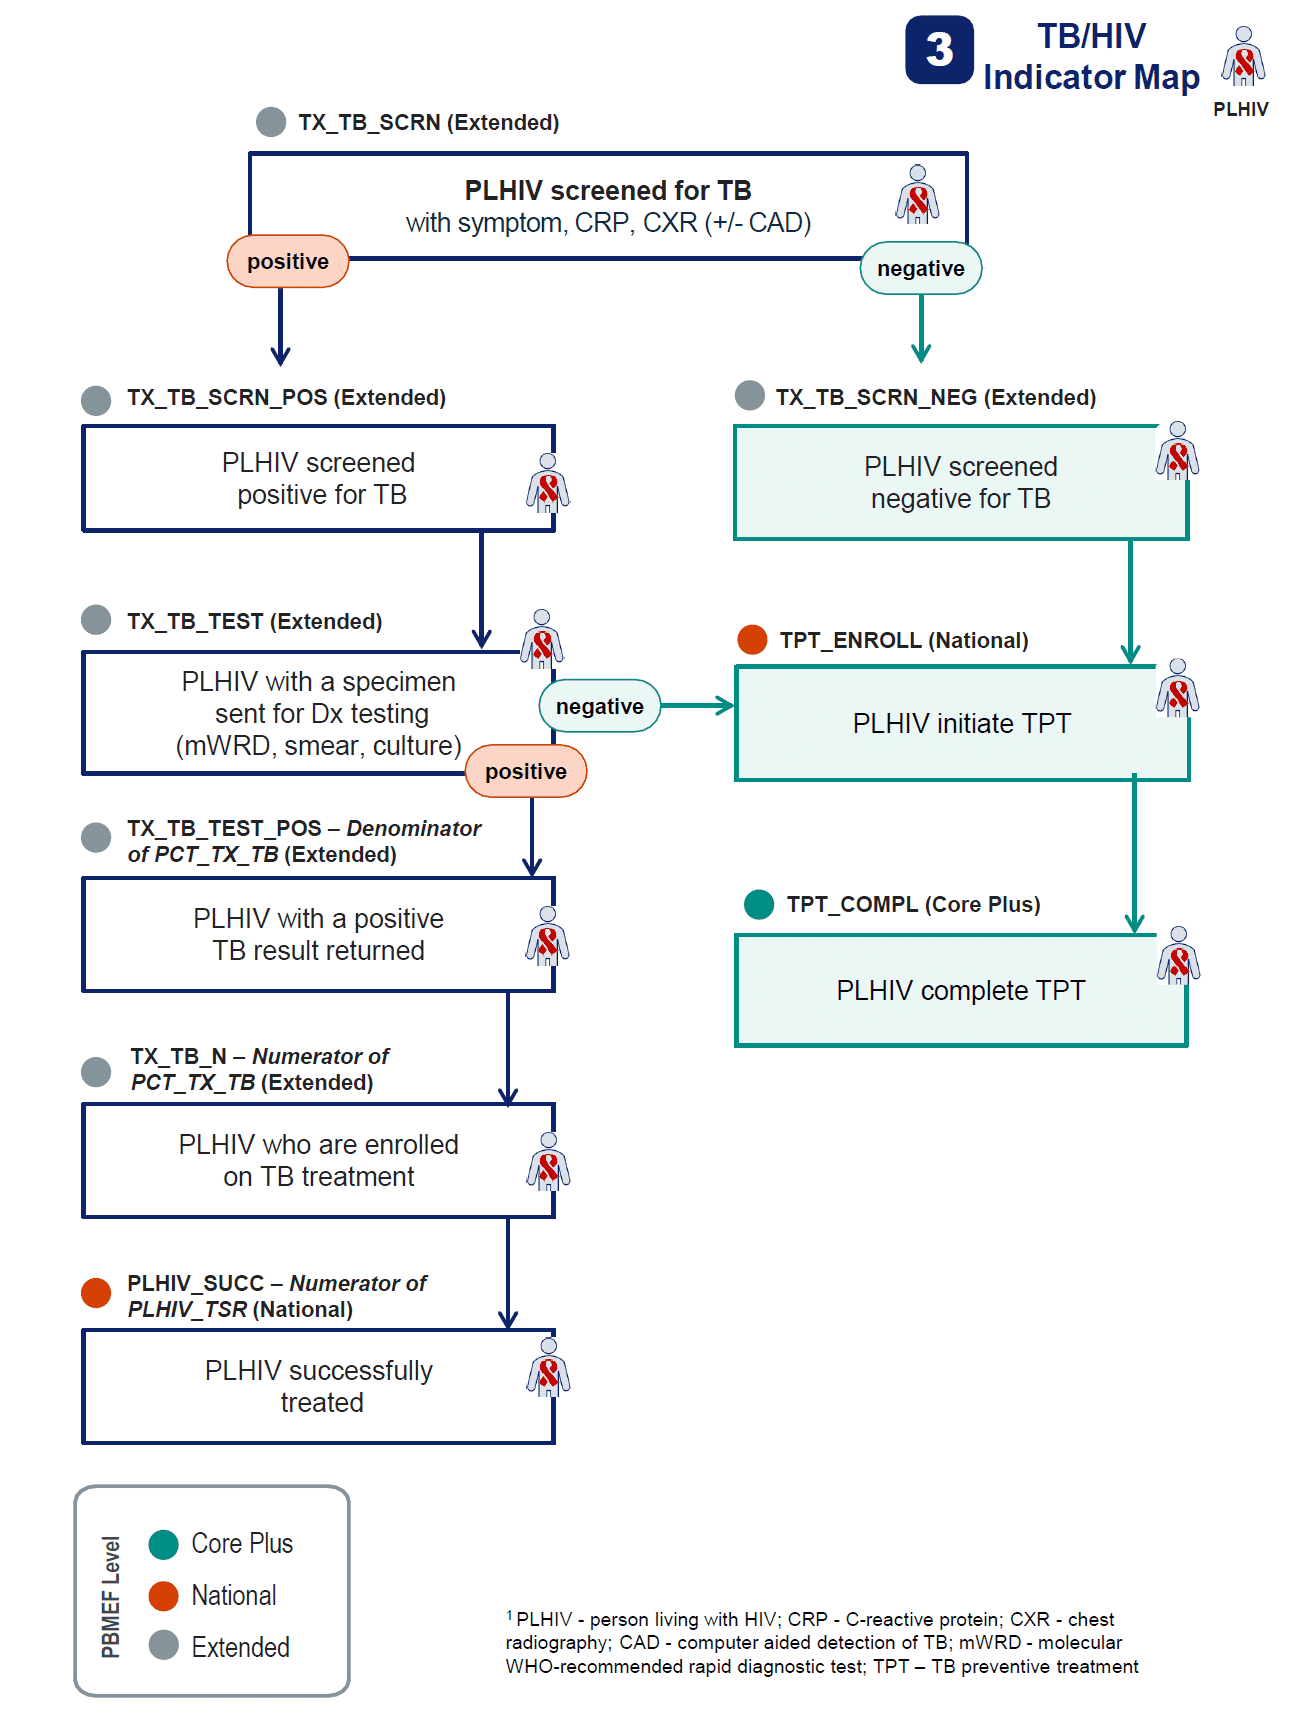 3
TB/HIV
Indicator Map
PLHIV
TX_TB_SCRN (Extended)
PLHIV screened for TB
with symptom, CRP, CXR (+/- CAD)
positive
negative
TX_TB_SCRN_POS (Extended)
PLHIV screened
positive for TB
TX_TB_SCRN_NEG (Extended)
PLHIV screened
negative for TB
TX_TB_TEST (Extended)
PLHIV with a specimen
sent for Dx testing
(mWRD, smear, culture)
negative
positive
TPT_ENROLL (National)
PLHIV initiate TPT
TX_TB_TEST_POS – Denominator
of PCT_TX_TB (Extended)
PLHIV with a positive
TB result returned
TPT_COMPL (Core Plus)
PLHIV complete TPT
TX_TB_N – Numerator of
PCT_TX_TB (Extended)
PLHIV who are enrolled
on TB treatment
PLHIV_SUCC – Numerator of
PLHIV_TSR (National)
PLHIV successfully
treated
PBMEF Level
Core Plus
National
Extended
1 PLHIV - person living with HIV; CRP - C-reactive protein; CXR - chest
radiography; CAD - computer aided detection of TB; mWRD - molecular
WHO-recommended rapid diagnostic test; TPT – TB preventive treatment